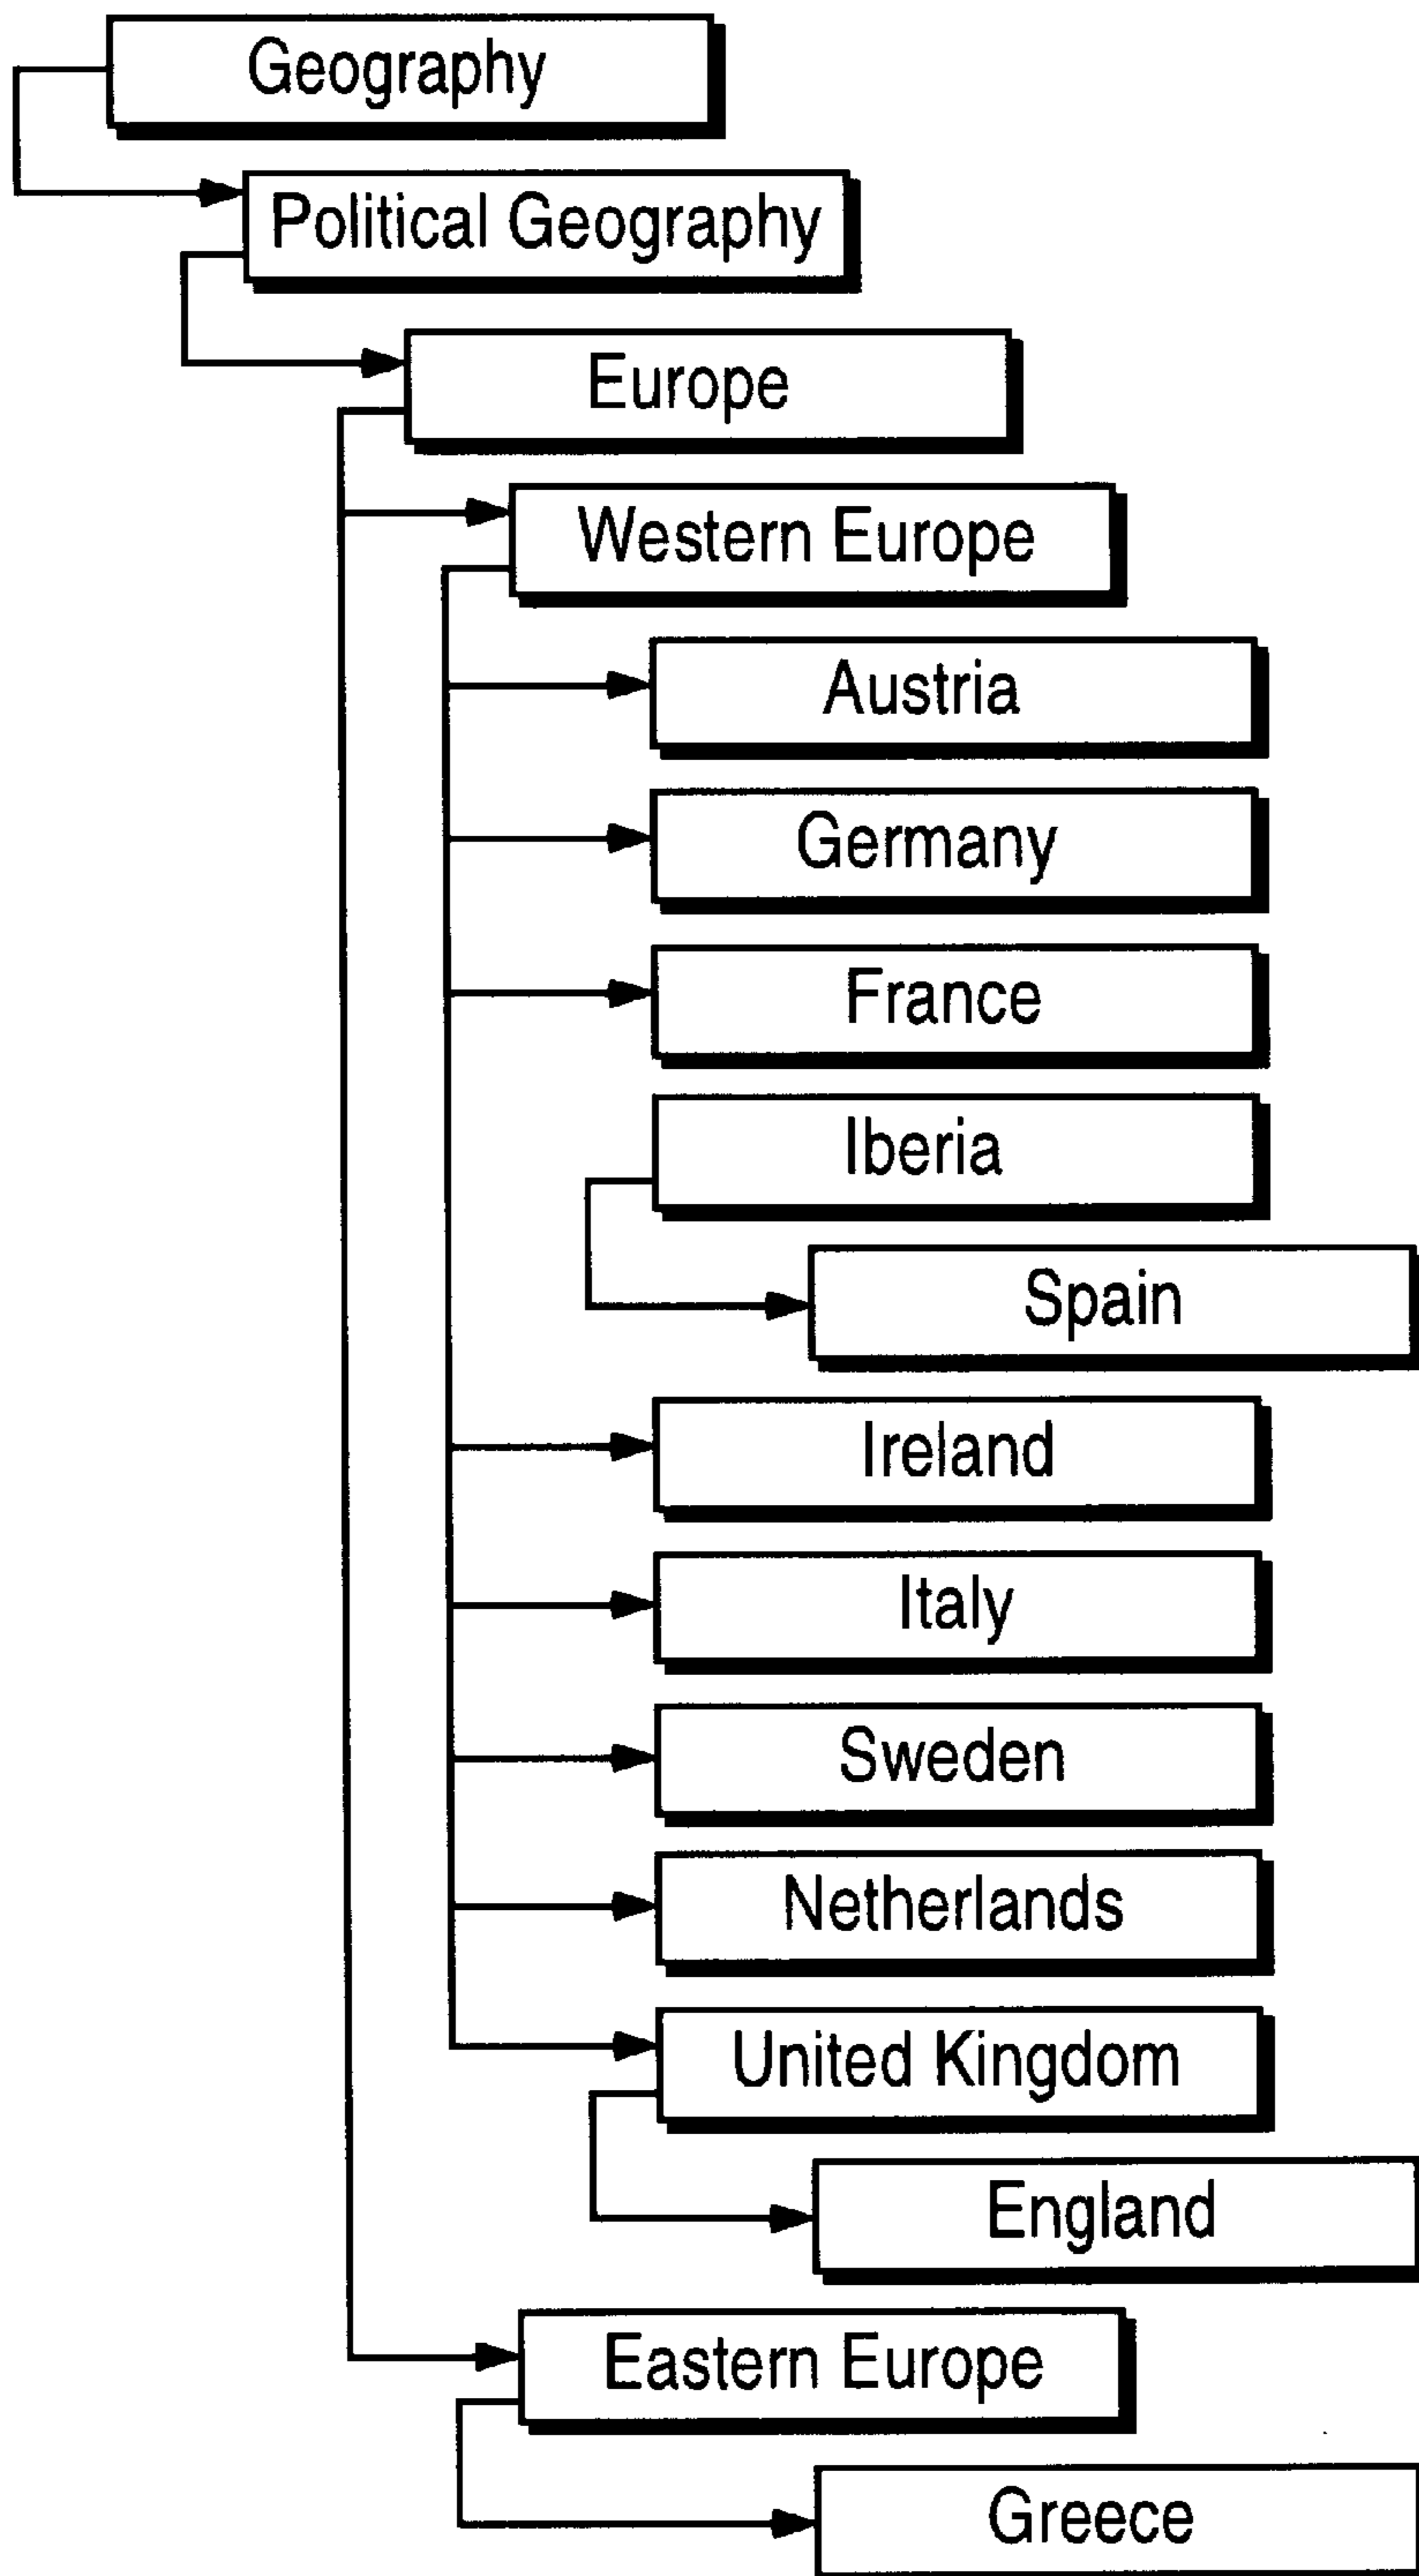 Geography
Political Geography
Europe
Western Europe
Austria
Germany
France
Iberia
Spain
Ireland
Italy
Sweden
Netherlands
United Kingdom
England
Eastern Europe
Greece